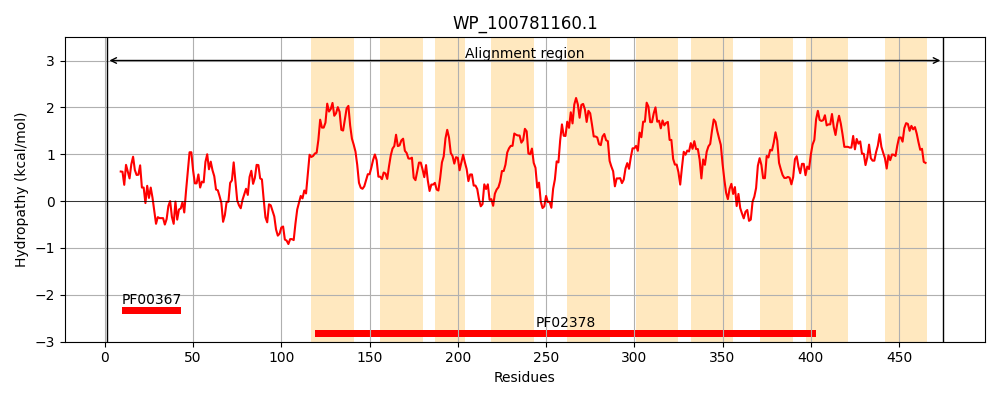 WP_100781160.1
Alignment region
Hydropathy (kcal/mol)
3
2
1
0
−1
−2
−3
PF00367
PF02378
0 50 100 150 200 250 300 350 400 450
Residues